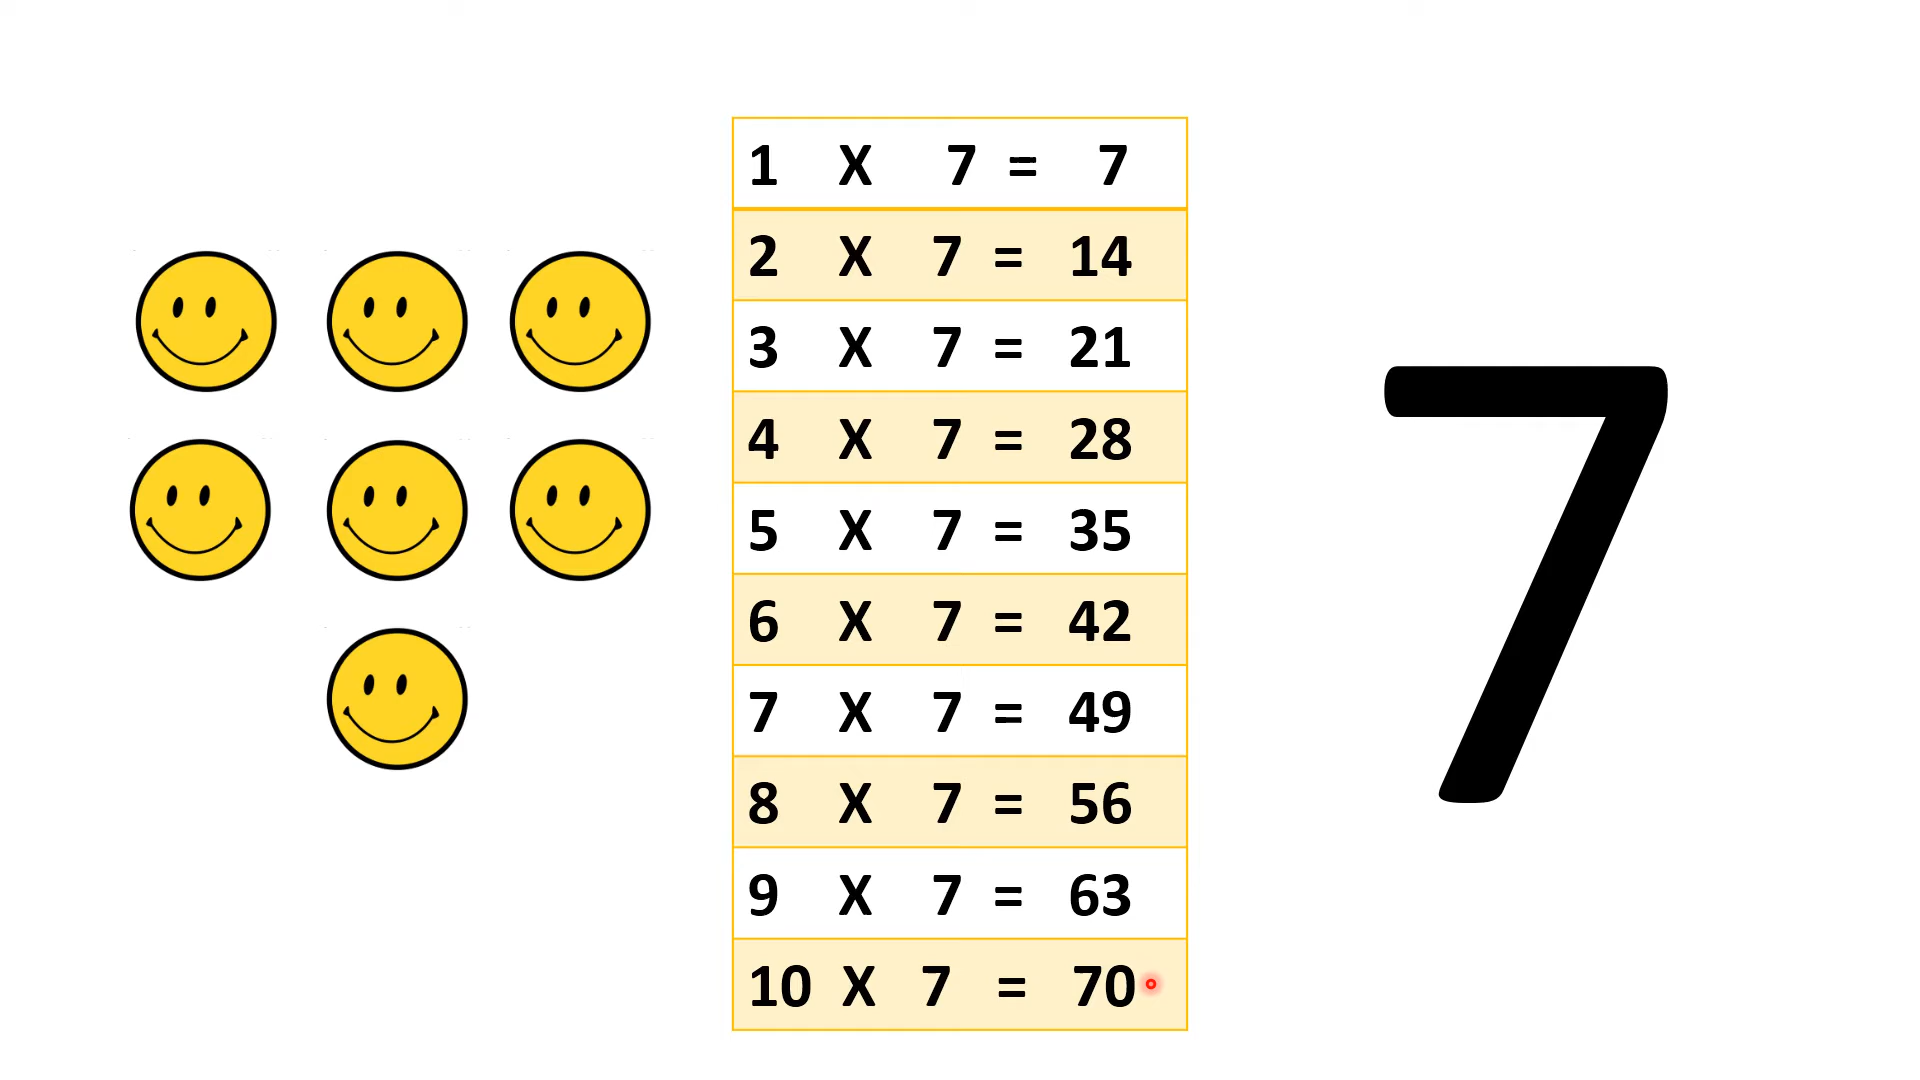 1 X 7 = 7
2 X 7 = 14
3 X 7 = 21
4 X 7 = 28
5 X 7 = 35
6 X 7 = 42
7 X 7 = 49
8 X 7 = 56
9 X 7 = 63
10 X 7 = 70
7